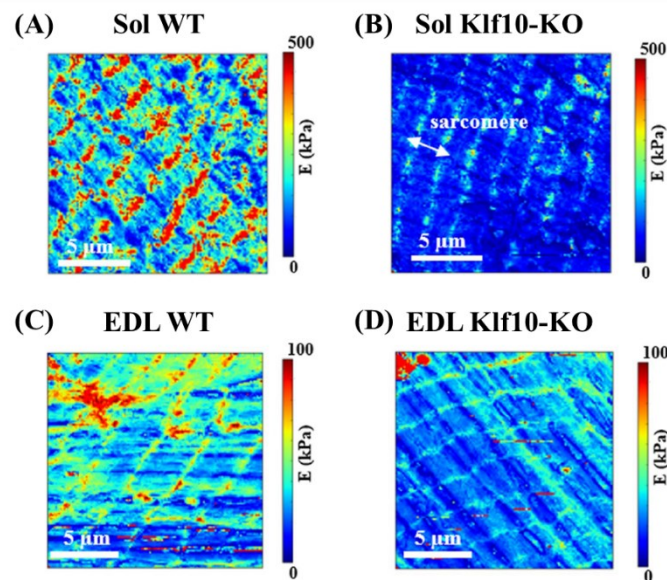 (A) Sol WT
500
E (kPa)
0
5 µm
(B) Sol Klf10-KO
500
E (kPa)
0
sarcomère
5 µm
(C) EDL WT
100
E (kPa)
0
5 µm
(D) EDL Klf10-KO
100
E (kPa)
0
5 µm